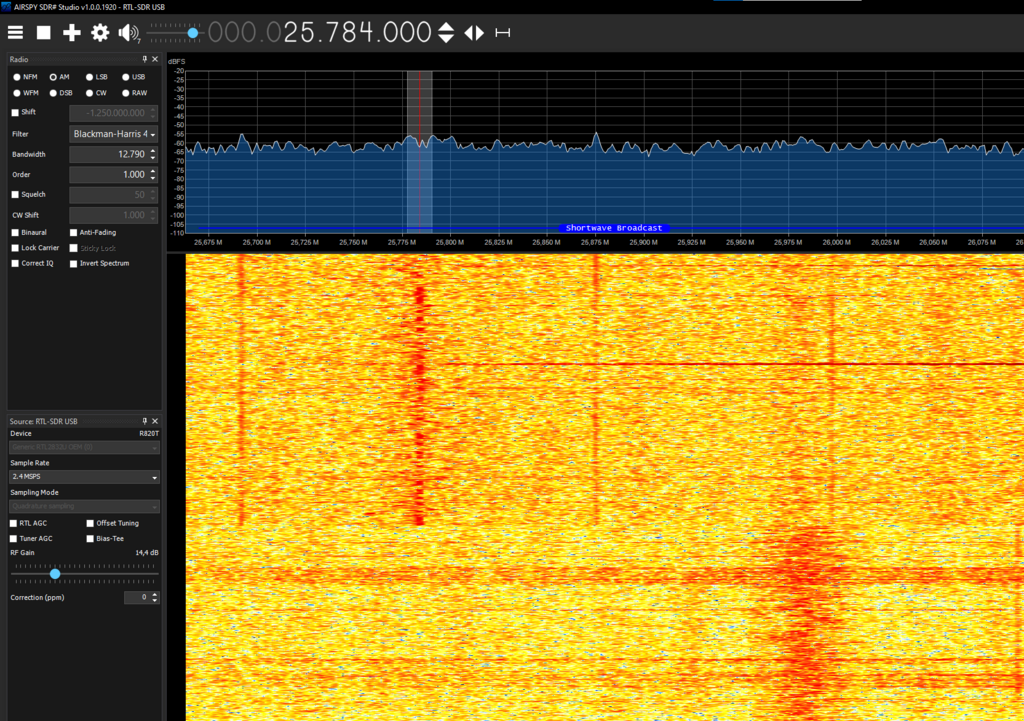 AIRSPY SDR# Studio v1.0.0.1920 - RTL-SDR USB
7
000.025.784.000
Radio
NFM AM LSB USB
WFM DSB CW RAW
Shift -1.250.000.000
Filter Blackman-Harris 4
Bandwidth 12.790
Order 1.000
Squelch 50
CW Shift 1.000
Binaural Anti-Fading
Lock Carrier Sticky Lock
Correct IQ Invert Spectrum
Source: RTL-SDR USB
Device R820T
Sample Rate
2.4 MSPS
Sampling Mode
Quadrature sampling
RTL AGC Offset Tuning
Tuner AGC Bias-Tee
RF Gain 14,4 dB
Correction (ppm) 0
dBFS
-20
-25
-30
-35
-40
-45
-50
-55
-60
-65
-70
-75
-80
-85
-90
-95
-100
-105
-110
Shortwave Broadcast
25,675 M 25,700 M 25,725 M 25,750 M 25,775 M 25,800 M 25,825 M 25,850 M 25,875 M 25,900 M 25,925 M 25,950 M 25,975 M 26,000 M 26,025 M 26,050 M 26,075 M